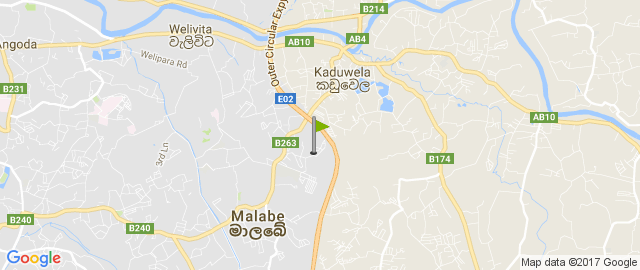 B214
Welivita
වැලිවිට
AB10
AB4
Angoda
Welipara Rd
Outer Circular Exp
Kaduwela
කඩුවෙල
B231
E02
AB10
B263
3rd Ln
B174
Malabe
මාලබේ
B240
B240
Google
Map data ©2017 Google